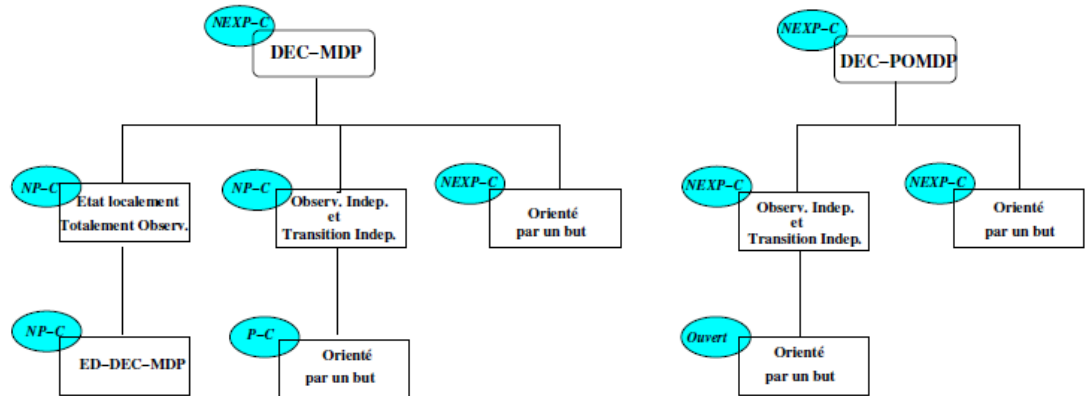 NEXP-C
DEC-MDP
NEXP-C
DEC-POMDP
NP-C
Etat localement
Totalement Observ.
NP-C
Observ. Indep.
et
Transition Indep.
NEXP-C
Orienté
par un but
NEXP-C
Observ. Indep.
et
Transition Indep.
NEXP-C
Orienté
par un but
NP-C
ED-DEC-MDP
P-C
Orienté
par un but
Ouvert
Orienté
par un but